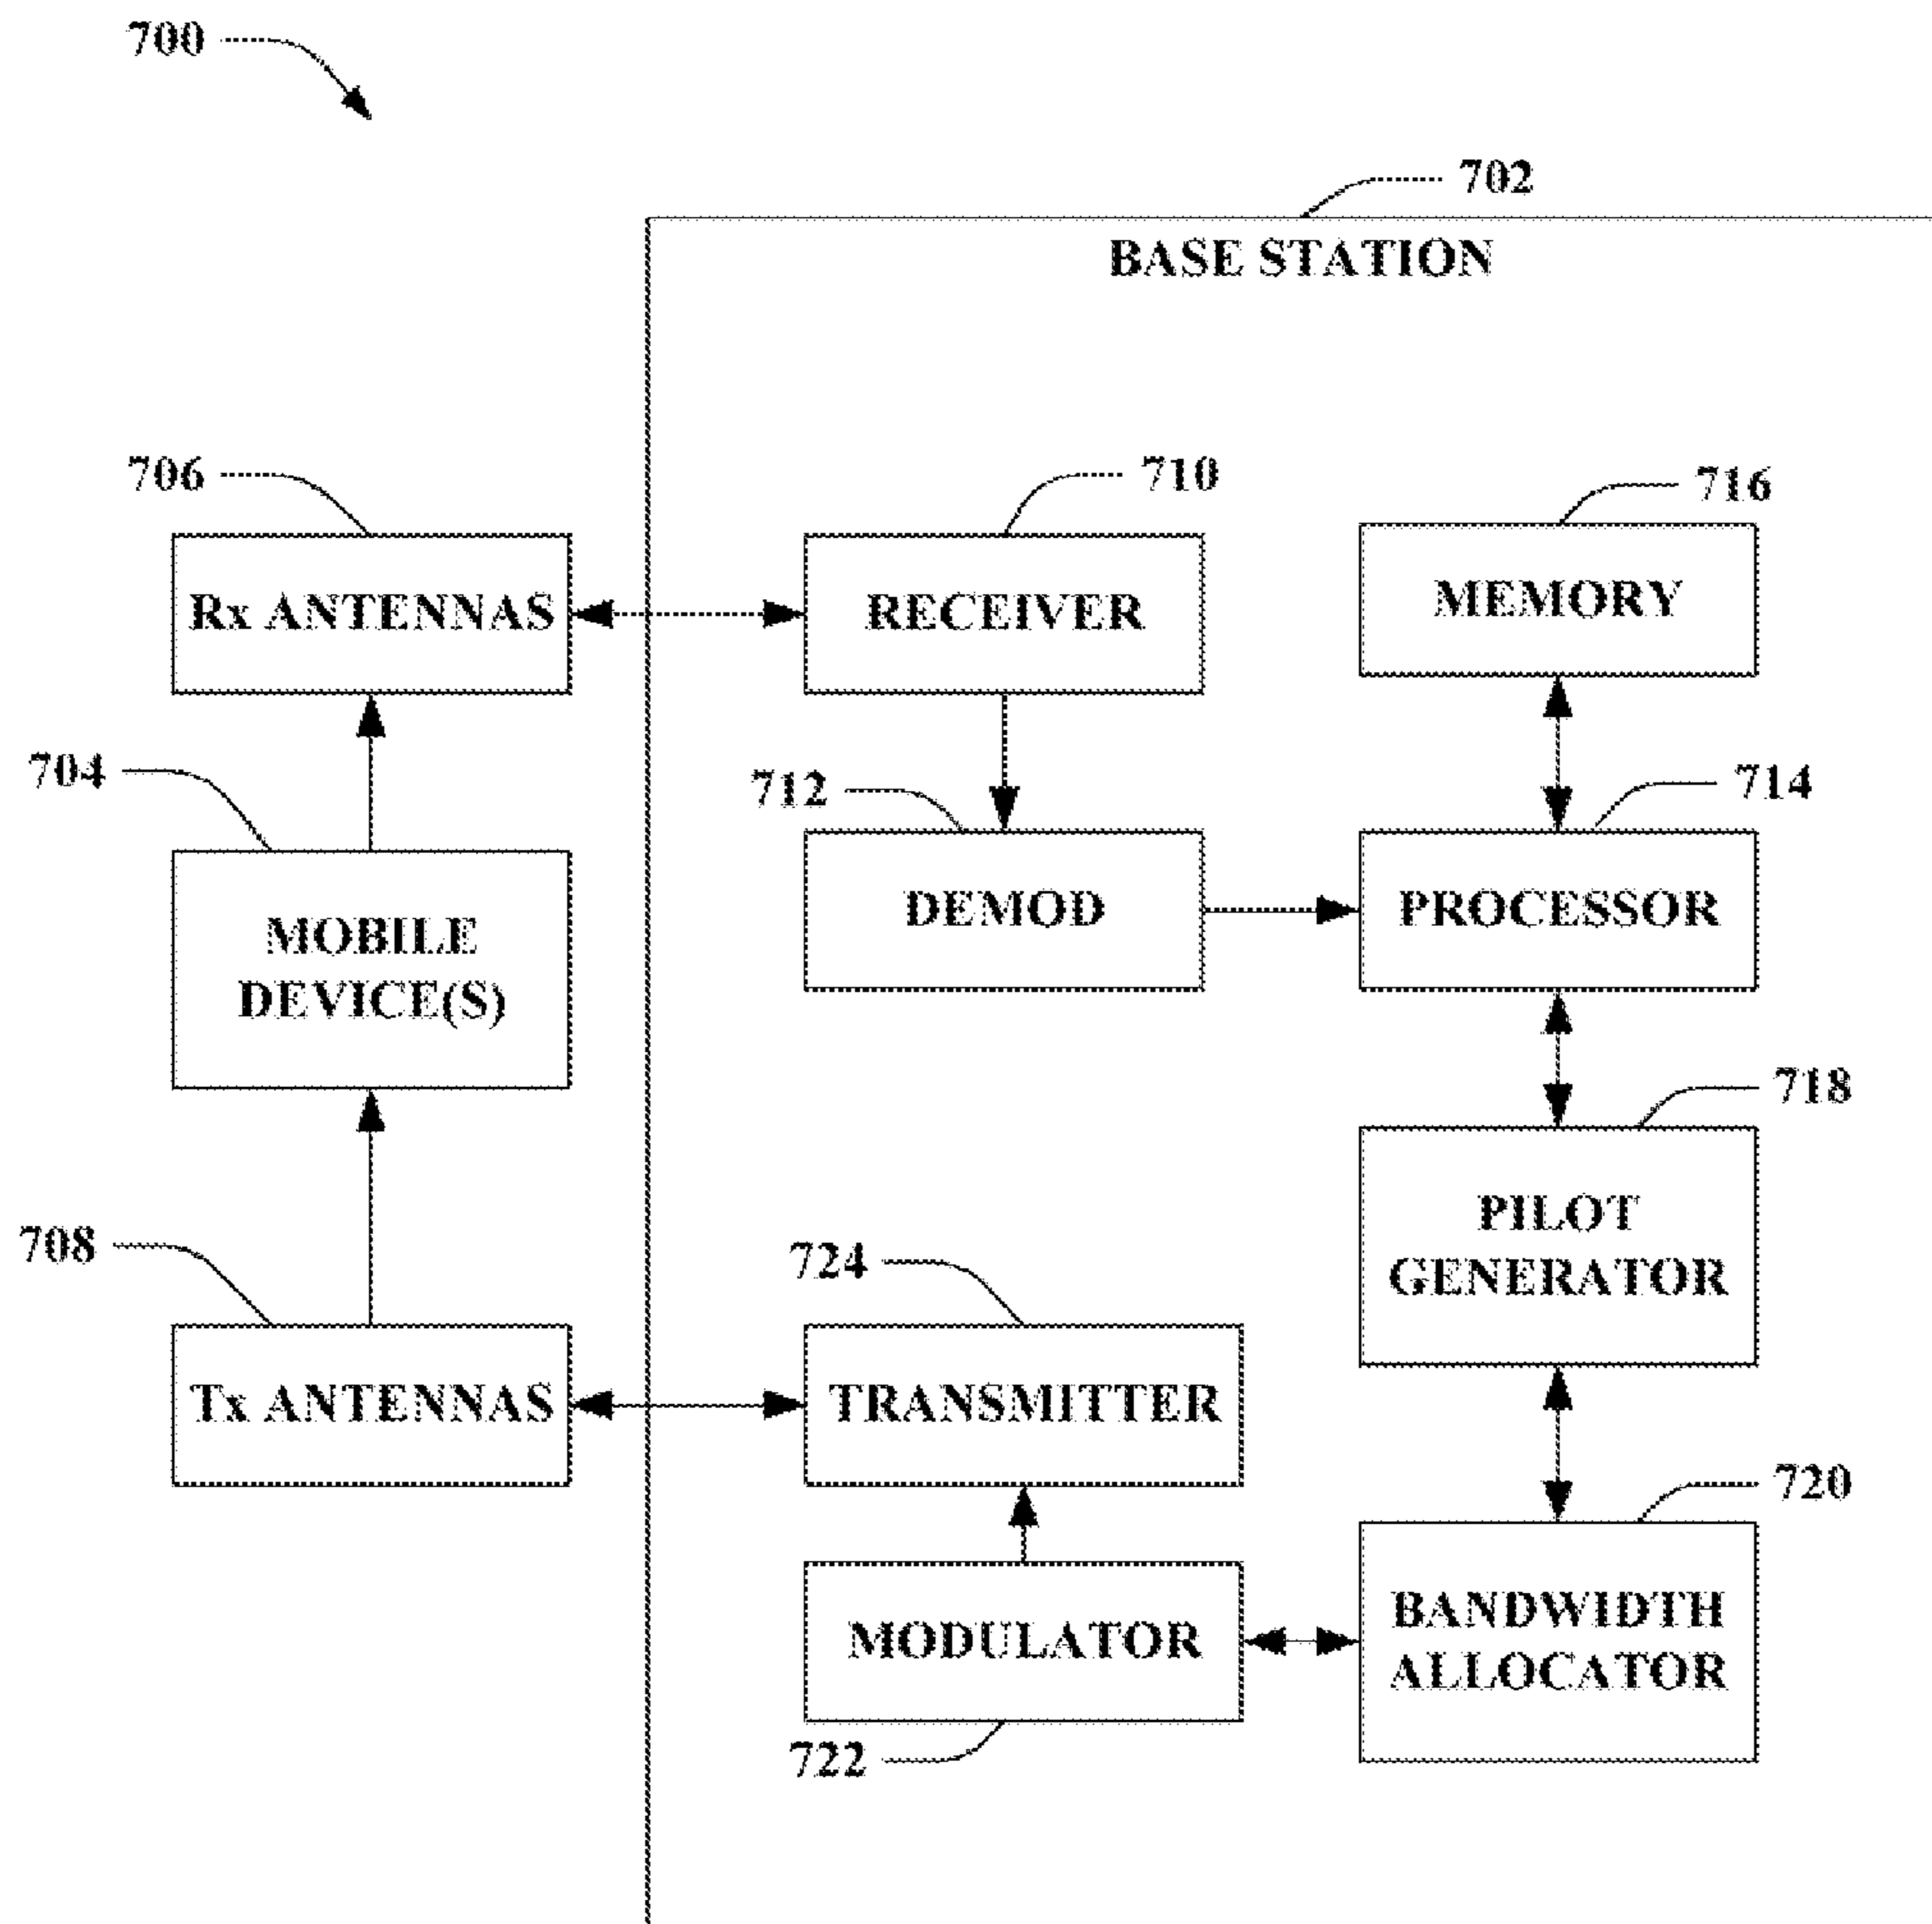 700
702
BASE STATION
706
710
716
Rx ANTENNAS
RECEIVER
MEMORY
704
712
714
MOBILE
DEVICE(S)
DEMOD
PROCESSOR
718
708
724
PILOT
GENERATOR
Tx ANTENNAS
TRANSMITTER
720
MODULATOR
BANDWIDTH
ALLOCATOR
722